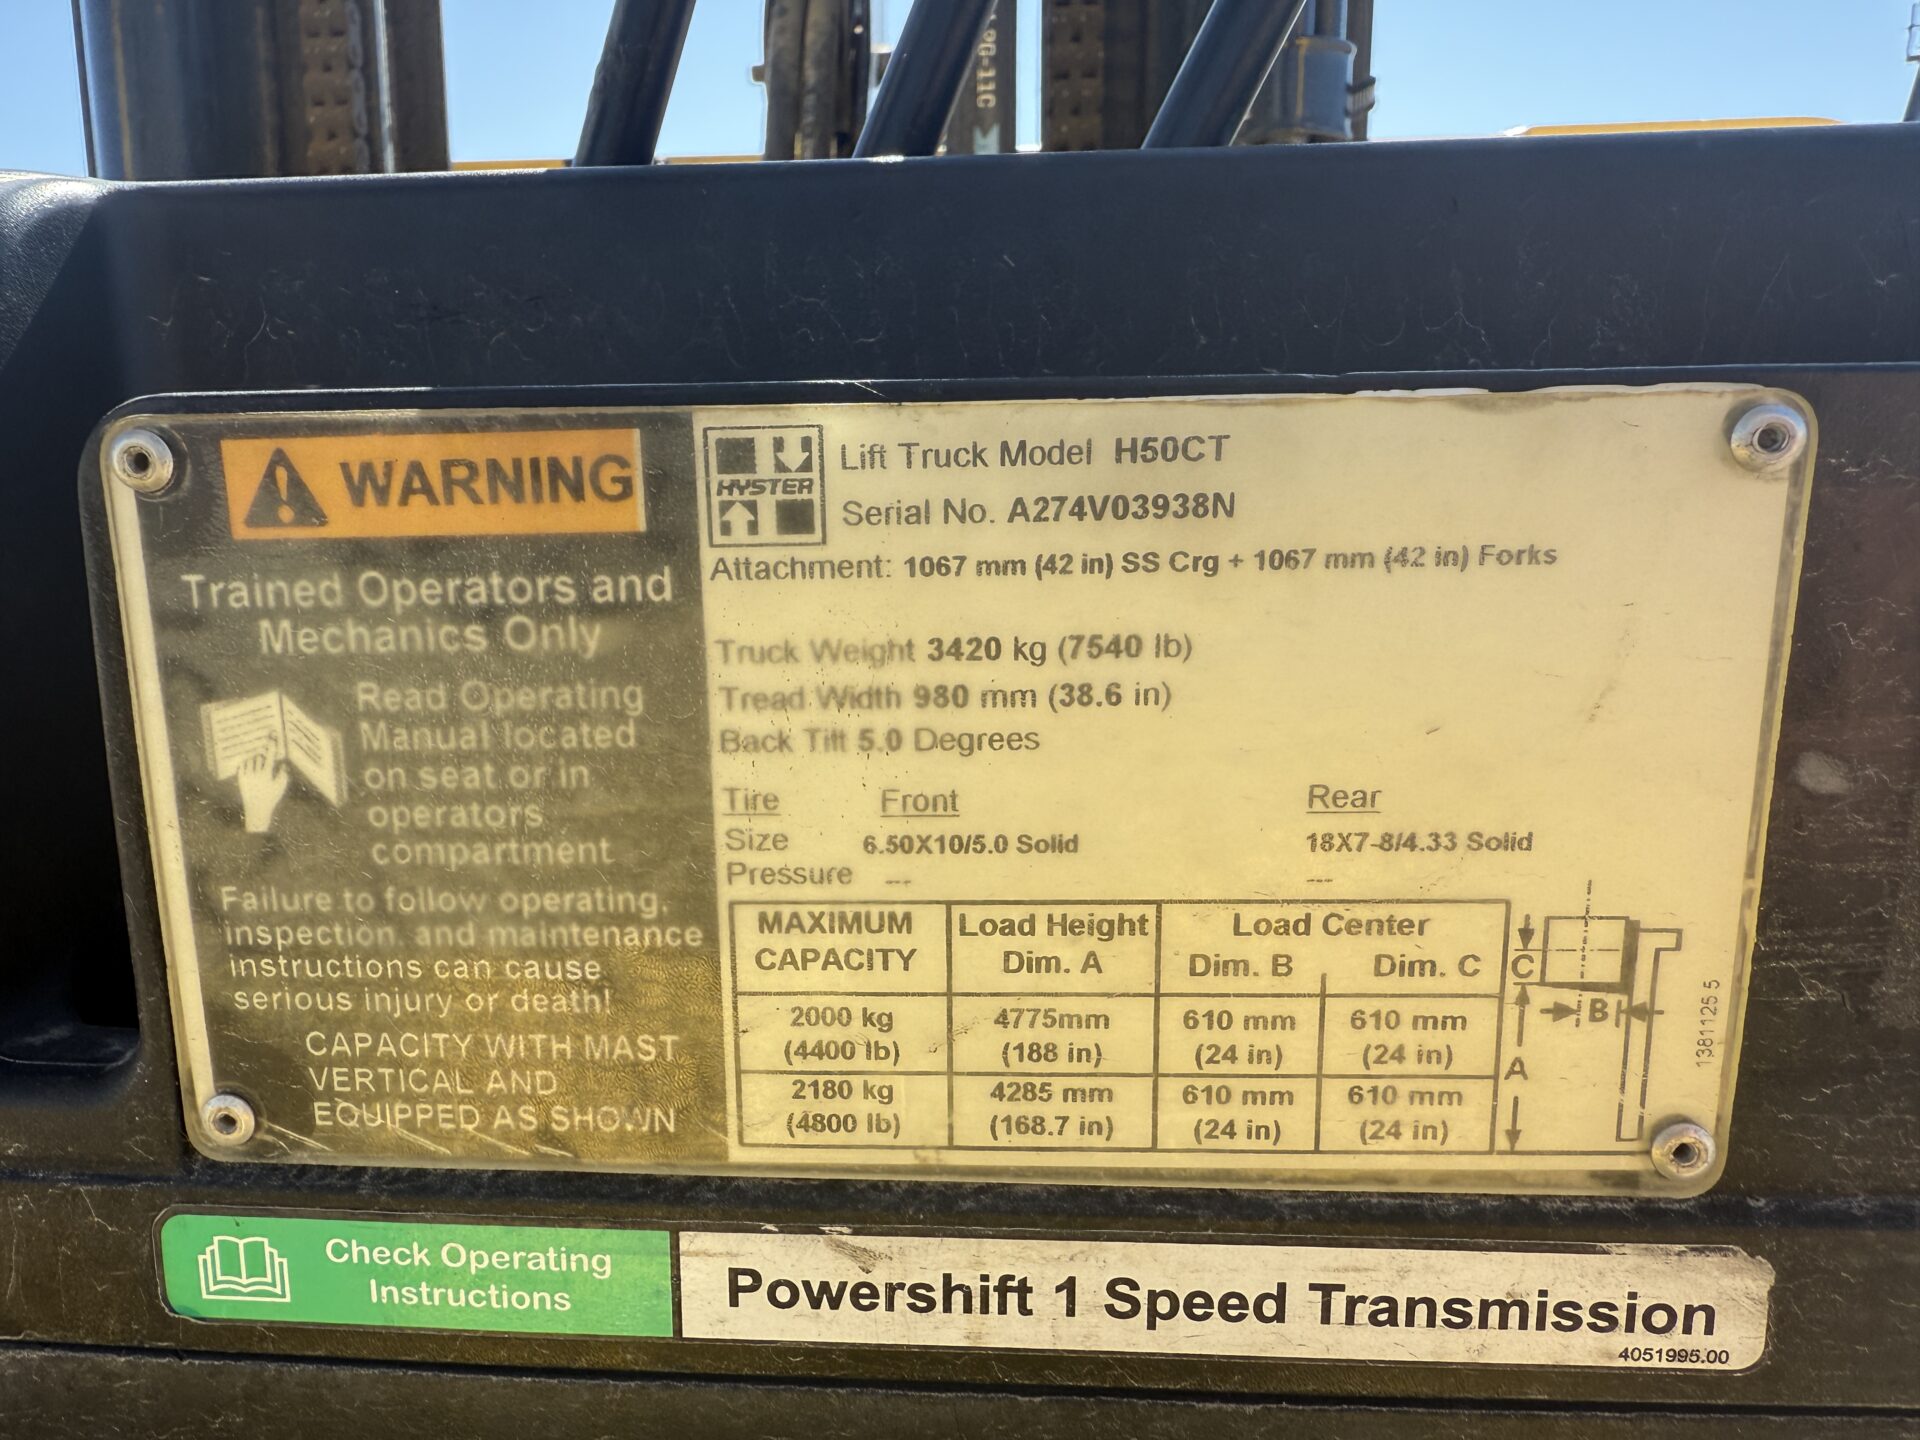 WARNING
Trained Operators and
Mechanics Only
Read Operating
Manual located
on seat or in
operators
compartment
Failure to follow operating,
inspection, and maintenance
instructions can cause
serious injury or death!
CAPACITY WITH MAST
VERTICAL AND
EQUIPPED AS SHOWN
HYSTER
Lift Truck Model H50CT
Serial No. A274V03938N
Attachment: 1067 mm (42 in) SS Crg + 1067 mm (42 in) Forks
Truck Weight 3420 kg (7540 lb)
Tread Width 980 mm (38.6 in)
Back Tilt 5.0 Degrees
Tire Front Rear
Size 6.50X10/5.0 Solid 18X7-8/4.33 Solid
Pressure --- ---
MAXIMUM CAPACITY Load Height Dim. A Load Center Dim. B Dim. C
2000 kg 4775mm 610 mm 610 mm
(4400 lb) (188 in) (24 in) (24 in)
2180 kg 4285 mm 610 mm 610 mm
(4800 lb) (168.7 in) (24 in) (24 in)
C
B
A
1381125 5
Check Operating
Instructions
Powershift 1 Speed Transmission
4051995.00